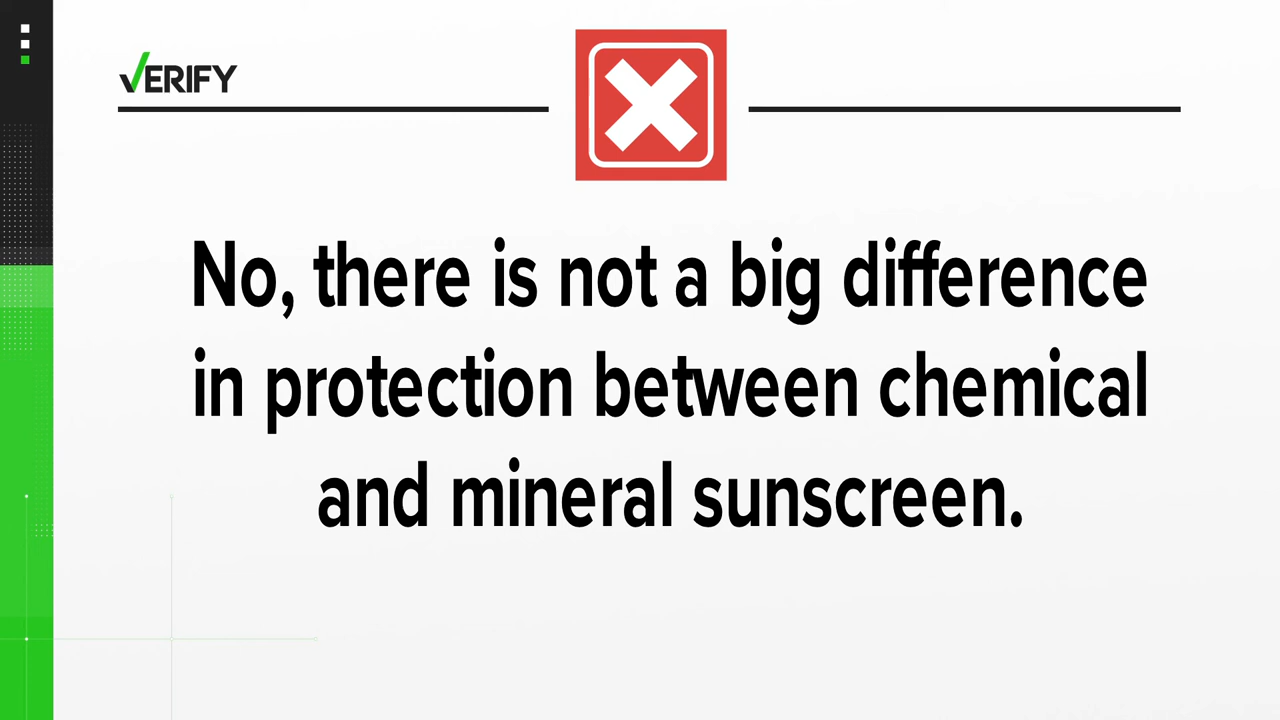 VERIFY
No, there is not a big difference
in protection between chemical
and mineral sunscreen.